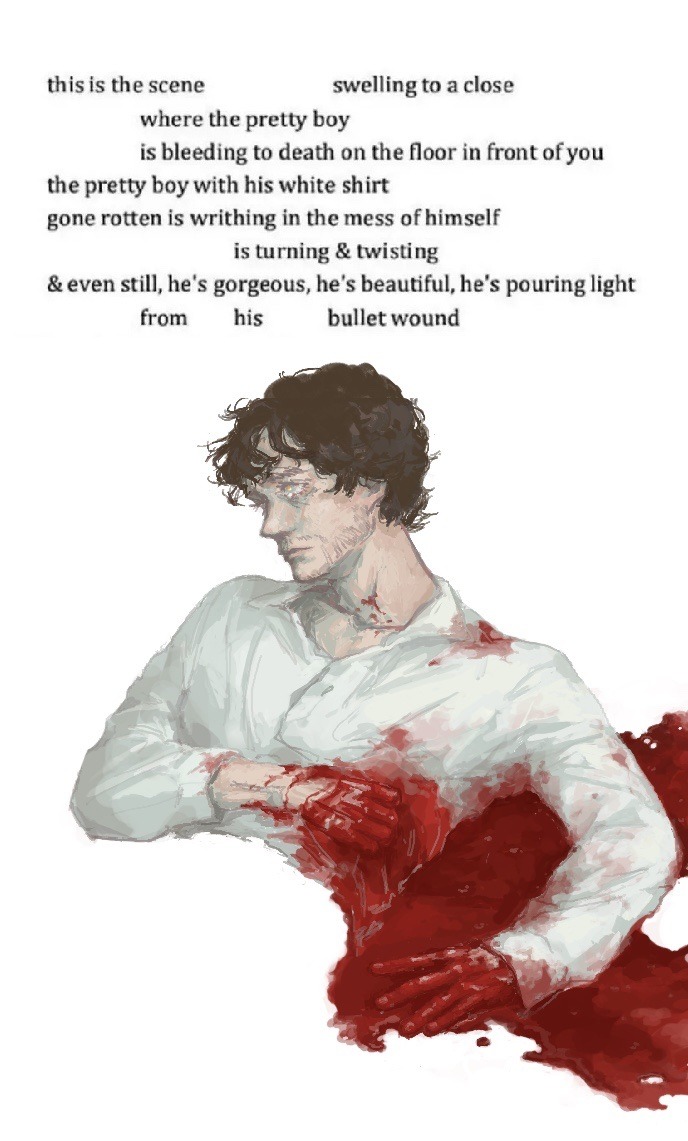 this is the scene swelling to a close
where the pretty boy
is bleeding to death on the floor in front of you
the pretty boy with his white shirt
gone rotten is writhing in the mess of himself
is turning & twisting
& even still, he's gorgeous, he's beautiful, he's pouring light
from his bullet wound